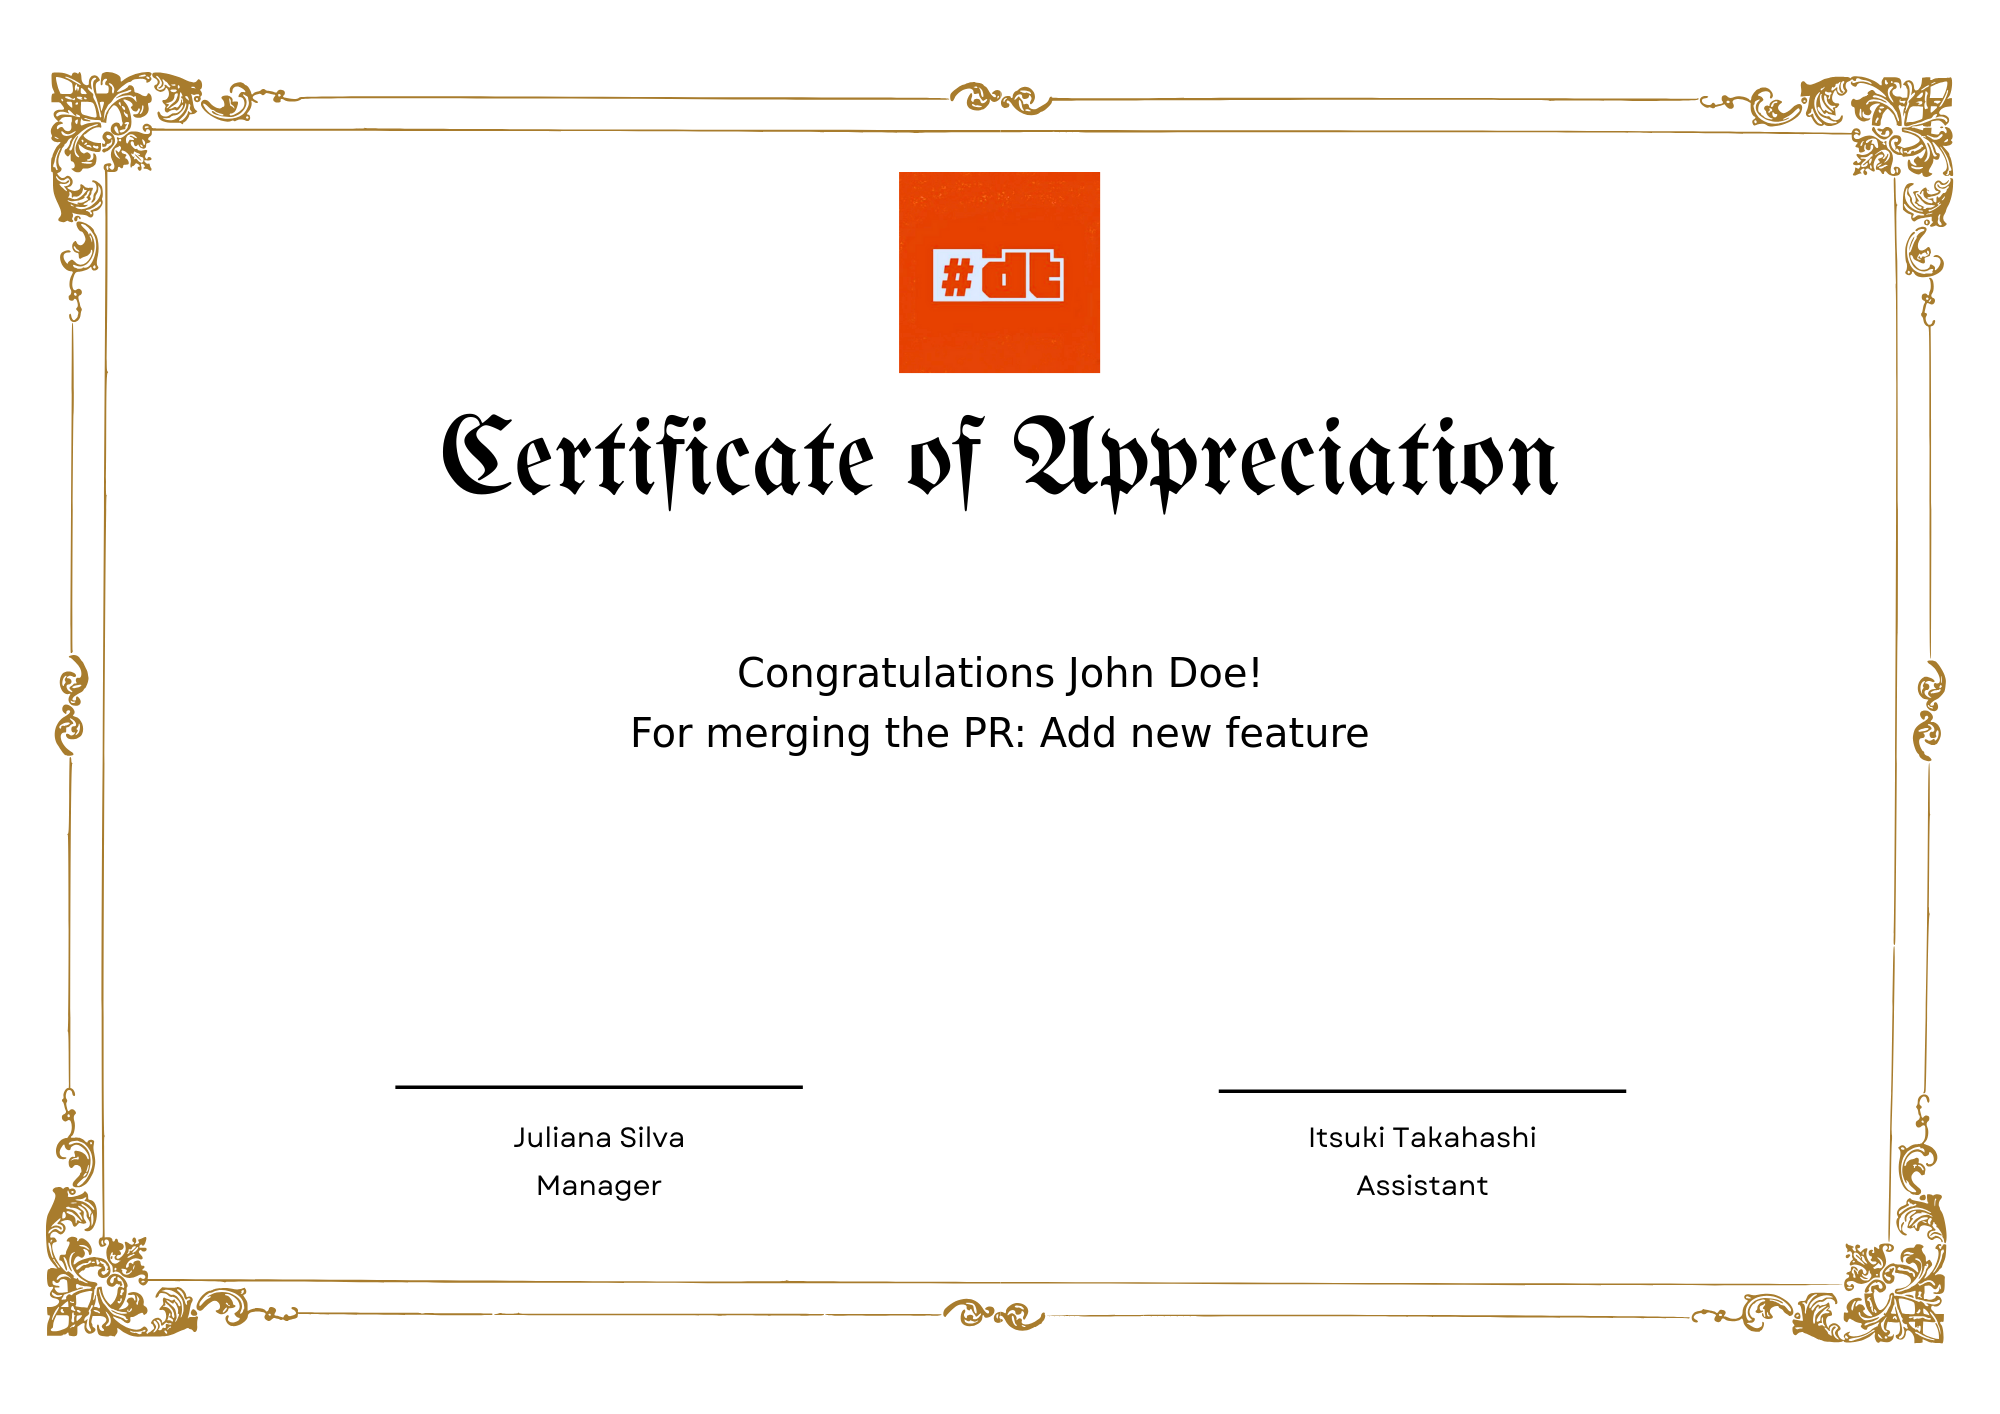 #dt
Certificate of Appreciation
Congratulations John Doe!
For merging the PR: Add new feature
Juliana Silva
Manager
Itsuki Takahashi
Assistant